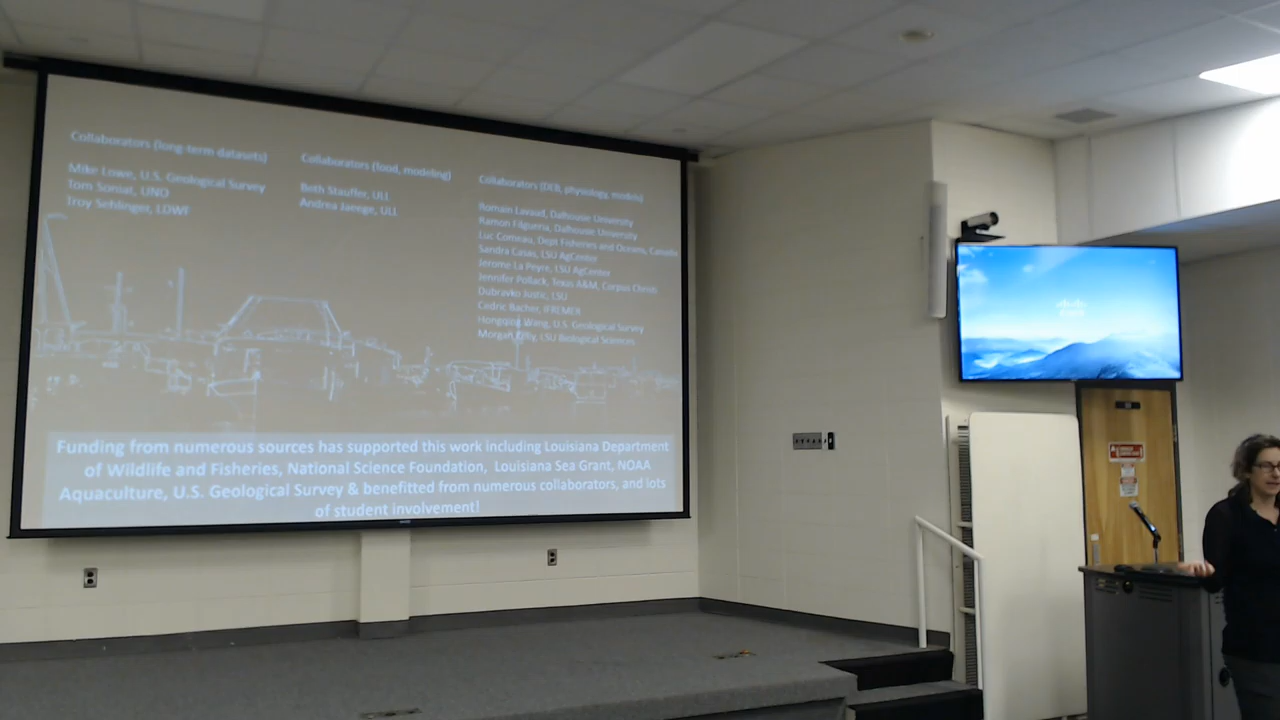 Collaborators (long-term datasets)
Mike Lowe, U.S. Geological Survey
Tom Soniat, UNO
Troy Sehlinger, LDWF
Collaborators (food, modeling)
Beth Stauffer, ULL
Andrea Jaenge, ULL
Collaborators (DEB, physiology, models)
Romain Lavaud, Dalhousie University
Ramon Filgueira, Dalhousie University
Luc Comeau, Dept Fisheries and Oceans, Canada
Sandra Casas, LSU AgCenter
Jerome La Peyre, LSU AgCenter
Jennifer Pollack, Texas A&M, Corpus Christi
Dubravko Justic, LSU
Cedric Bacher, IFREMER
Hongqing Wang, U.S. Geological Survey
Morgan Kelly, LSU Biological Sciences
Funding from numerous sources has supported this work including Louisiana Department
of Wildlife and Fisheries, National Science Foundation, Louisiana Sea Grant, NOAA
Aquaculture, U.S. Geological Survey & benefitted from numerous collaborators, and lots
of student involvement!